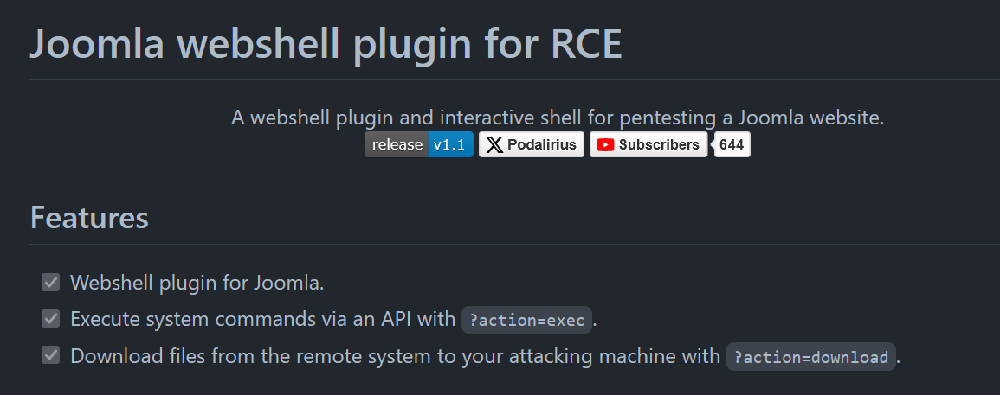 Joomla webshell plugin for RCE
A webshell plugin and interactive shell for pentesting a Joomla website.
release v1.1 X Podalirius Subscribers 644
Features
Webshell plugin for Joomla.
Execute system commands via an API with ?action=exec.
Download files from the remote system to your attacking machine with ?action=download.